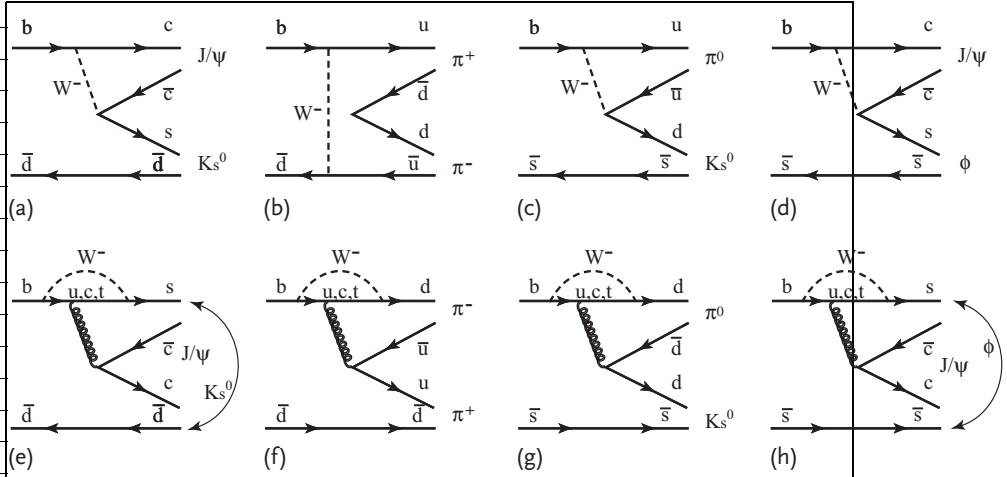 b c b u b u b c
J/ψ π⁺ π⁰ J/ψ
W⁻ c̅ W⁻ d̅ W⁻ u̅ W⁻ c̅
s d d s
d̅ d̅ Ks⁰ d̅ u̅ π⁻ s̅ s̅ Ks⁰ s̅ s̅ φ
(a) (b) (c) (d)
W⁻ W⁻ W⁻ W⁻
b u,c,t s b u,c,t d b u,c,t d b u,c,t s
π⁻ π⁰
c̅ J/ψ u̅ d̅ c̅ J/ψ φ
c Ks⁰ u d c
d̅ d̅ d̅ d̅ π⁺ s̅ s̅ Ks⁰ s̅ s̅
(e) (f) (g) (h)